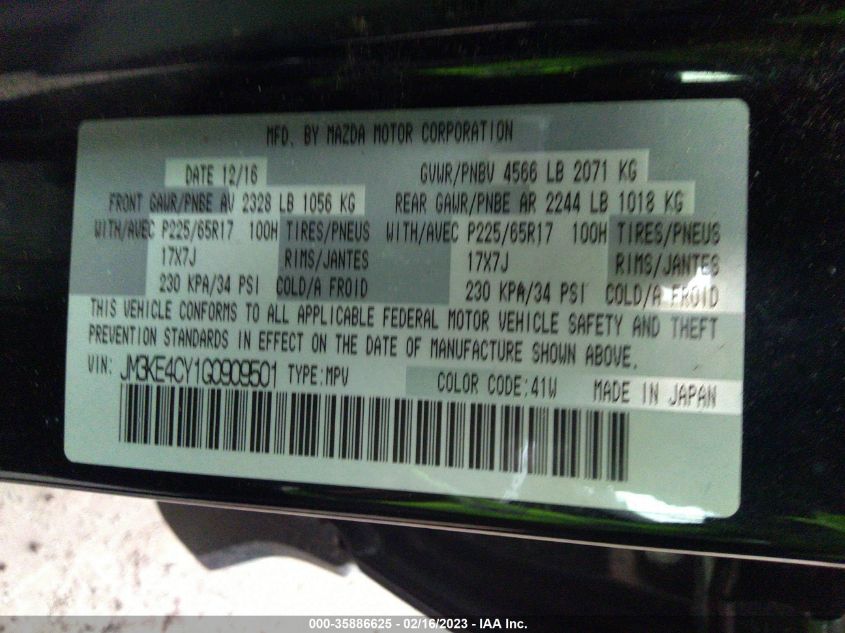 MFD. BY MAZDA MOTOR CORPORATION
DATE 12/16 GVWR/PNBV 4566 LB 2071 KG
FRONT GAWR/PNBE AV 2328 LB 1056 KG REAR GAWR/PNBE AR 2244 LB 1018 KG
WITH/AVEC P225/65R17 100H TIRES/PNEUS WITH/AVEC P225/65R17 100H TIRES/PNEUS
17X7J RIMS/JANTES 17X7J RIMS/JANTES
230 KPA/34 PSI COLD/A FROID 230 KPA/34 PSI COLD/A FROID
THIS VEHICLE CONFORMS TO ALL APPLICABLE FEDERAL MOTOR VEHICLE SAFETY AND THEFT
PREVENTION STANDARDS IN EFFECT ON THE DATE OF MANUFACTURE SHOWN ABOVE.
VIN: JM3KE4CY1G0909501 TYPE:MPV COLOR CODE:41W MADE IN JAPAN
000-35886625 - 02/16/2023 - IAA Inc.